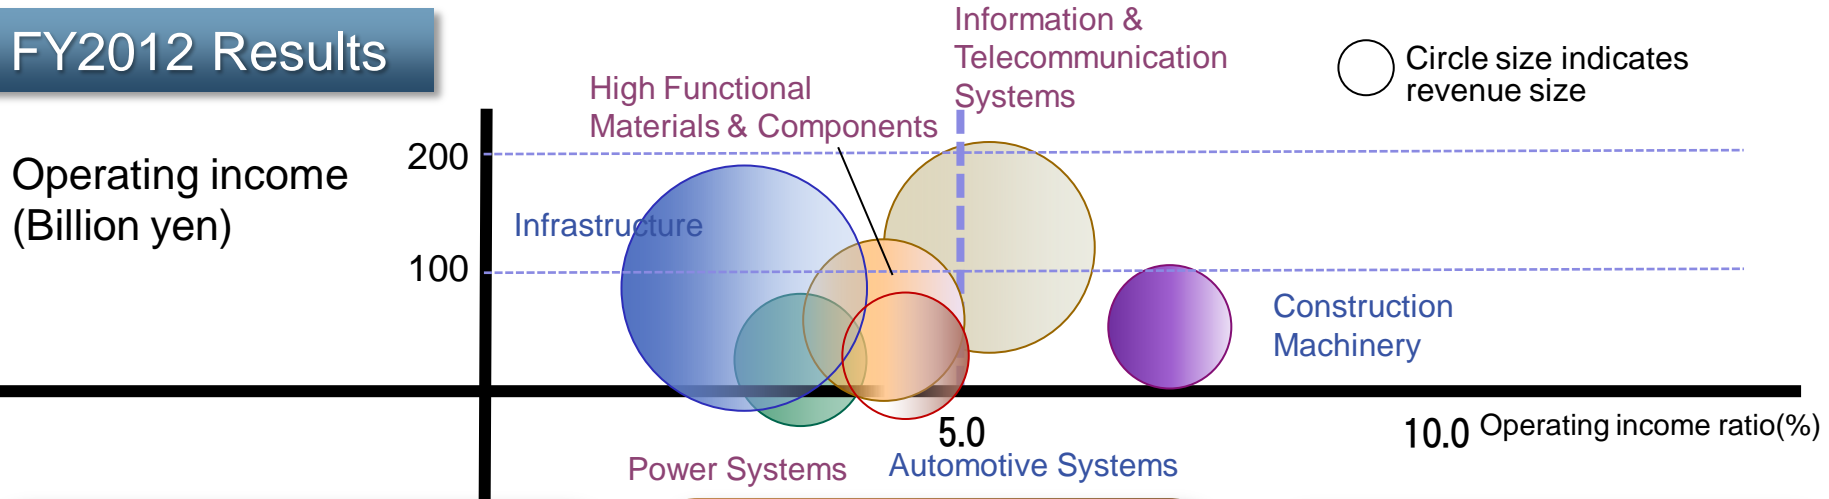 FY2012 Results
Information &
Telecommunication
Systems
High Functional
Materials & Components
Circle size indicates
revenue size
Operating income
(Billion yen)
200
100
Infrastructure
Construction
Machinery
5.0
10.0
Operating income ratio(%)
Power Systems
Automotive Systems